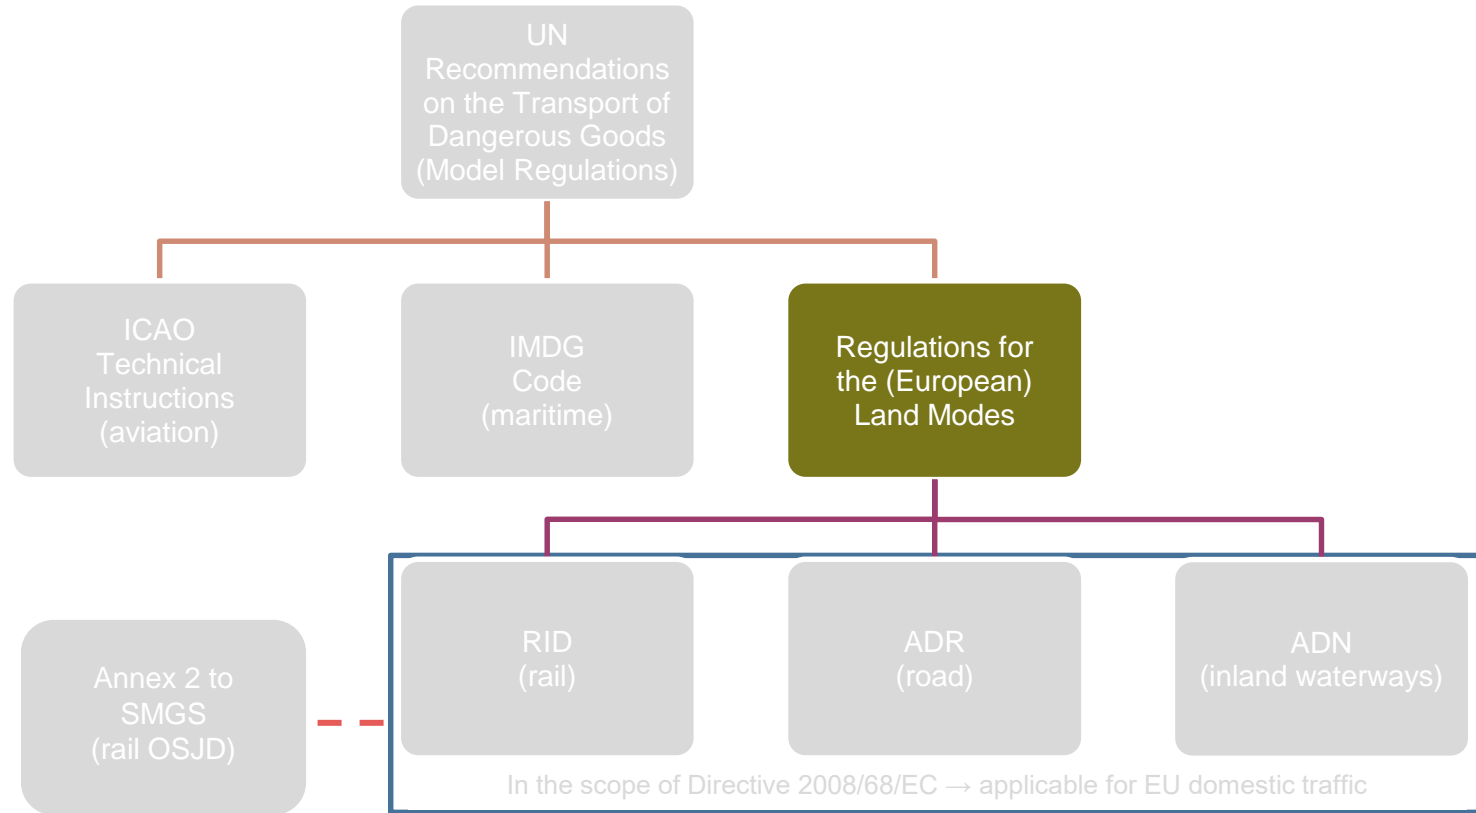 UN
Recommendations
on the Transport of
Dangerous Goods
(Model Regulations)
ICAO
Technical
Instructions
(aviation)
IMDG
Code
(maritime)
Regulations for
the (European)
Land Modes
Annex 2 to
SMGS
(rail OSJD)
RID
(rail)
ADR
(road)
ADN
(inland waterways)
In the scope of Directive 2008/68/EC → applicable for EU domestic traffic